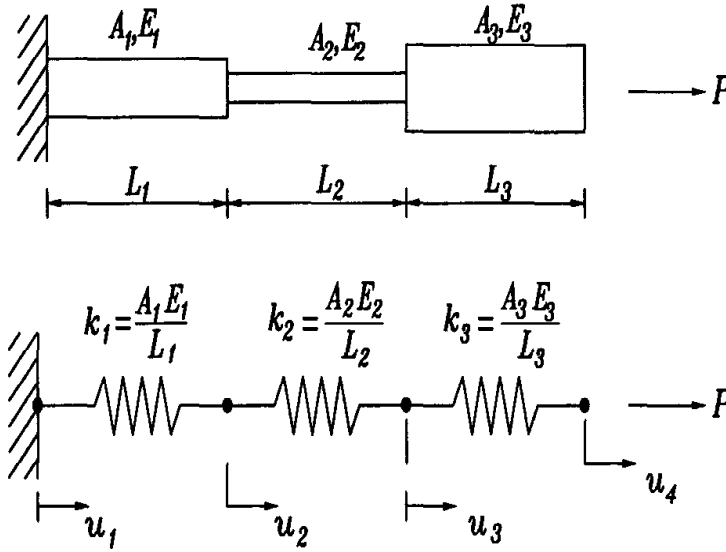 A₁,E₁ A₂,E₂ A₃,E₃
P
L₁ L₂ L₃
k₁ = A₁E₁/L₁ k₂ = A₂E₂/L₂ k₃ = A₃E₃/L₃
P
u₁ u₂ u₃ u₄